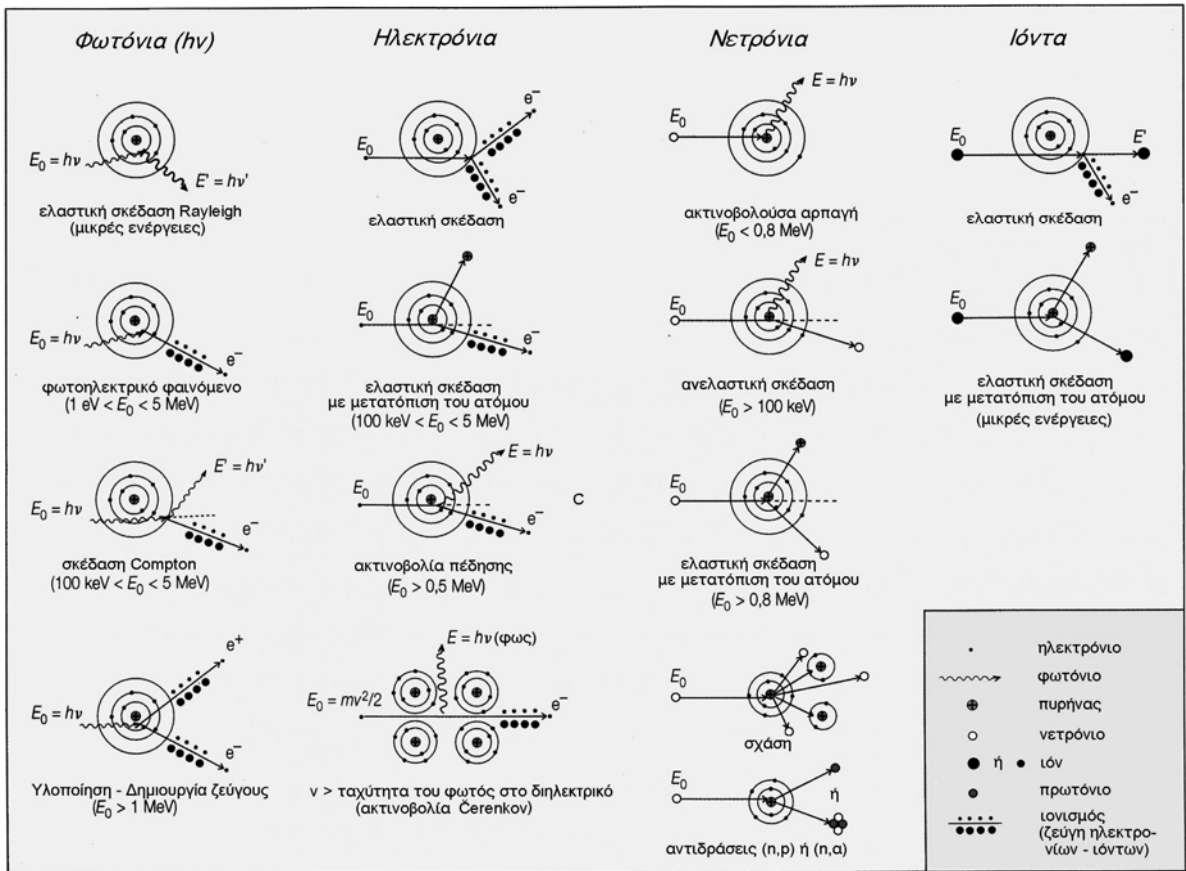 Φωτόνια (hν)
E₀ = hν
E' = hν'
ελαστική σκέδαση Rayleigh
(μικρές ενέργειες)
E₀ = hν
e⁻
φωτοηλεκτρικό φαινόμενο
(1 eV < E₀ < 5 MeV)
E' = hν'
E₀ = hν
e⁻
σκέδαση Compton
(100 keV < E₀ < 5 MeV)
e⁺
E₀ = hν
e⁻
Υλοποίηση - Δημιουργία ζεύγους
(E₀ > 1 MeV)
Ηλεκτρόνια
e⁻
E₀
e⁻
ελαστική σκέδαση
E₀
e⁻
ελαστική σκέδαση
με μετατόπιση του ατόμου
(100 keV < E₀ < 5 MeV)
E = hν
E₀
e⁻
C
ακτινοβολία πέδησης
(E₀ > 0,5 MeV)
E = hν (φως)
E₀ = mv²/2
e⁻
v > ταχύτητα του φωτός στο διηλεκτρικό
(ακτινοβολία Čerenkov)
Νετρόνια
E = hν
E₀
ακτινοβολούσα αρπαγή
(E₀ < 0,8 MeV)
E = hν
E₀
ανελαστική σκέδαση
(E₀ > 100 keV)
E₀
ελαστική σκέδαση
με μετατόπιση του ατόμου
(E₀ > 0,8 MeV)
E₀
σχάση
E₀
ή
αντιδράσεις (n,p) ή (n,α)
Ιόντα
E₀
E'
e⁻
ελαστική σκέδαση
E₀
ελαστική σκέδαση
με μετατόπιση του ατόμου
(μικρές ενέργειες)
ηλεκτρόνιο
φωτόνιο
πυρήνας
νετρόνιο
ή ιόν
πρωτόνιο
ιονισμός
(ζεύγη ηλεκτρο-
νίων - ιόντων)